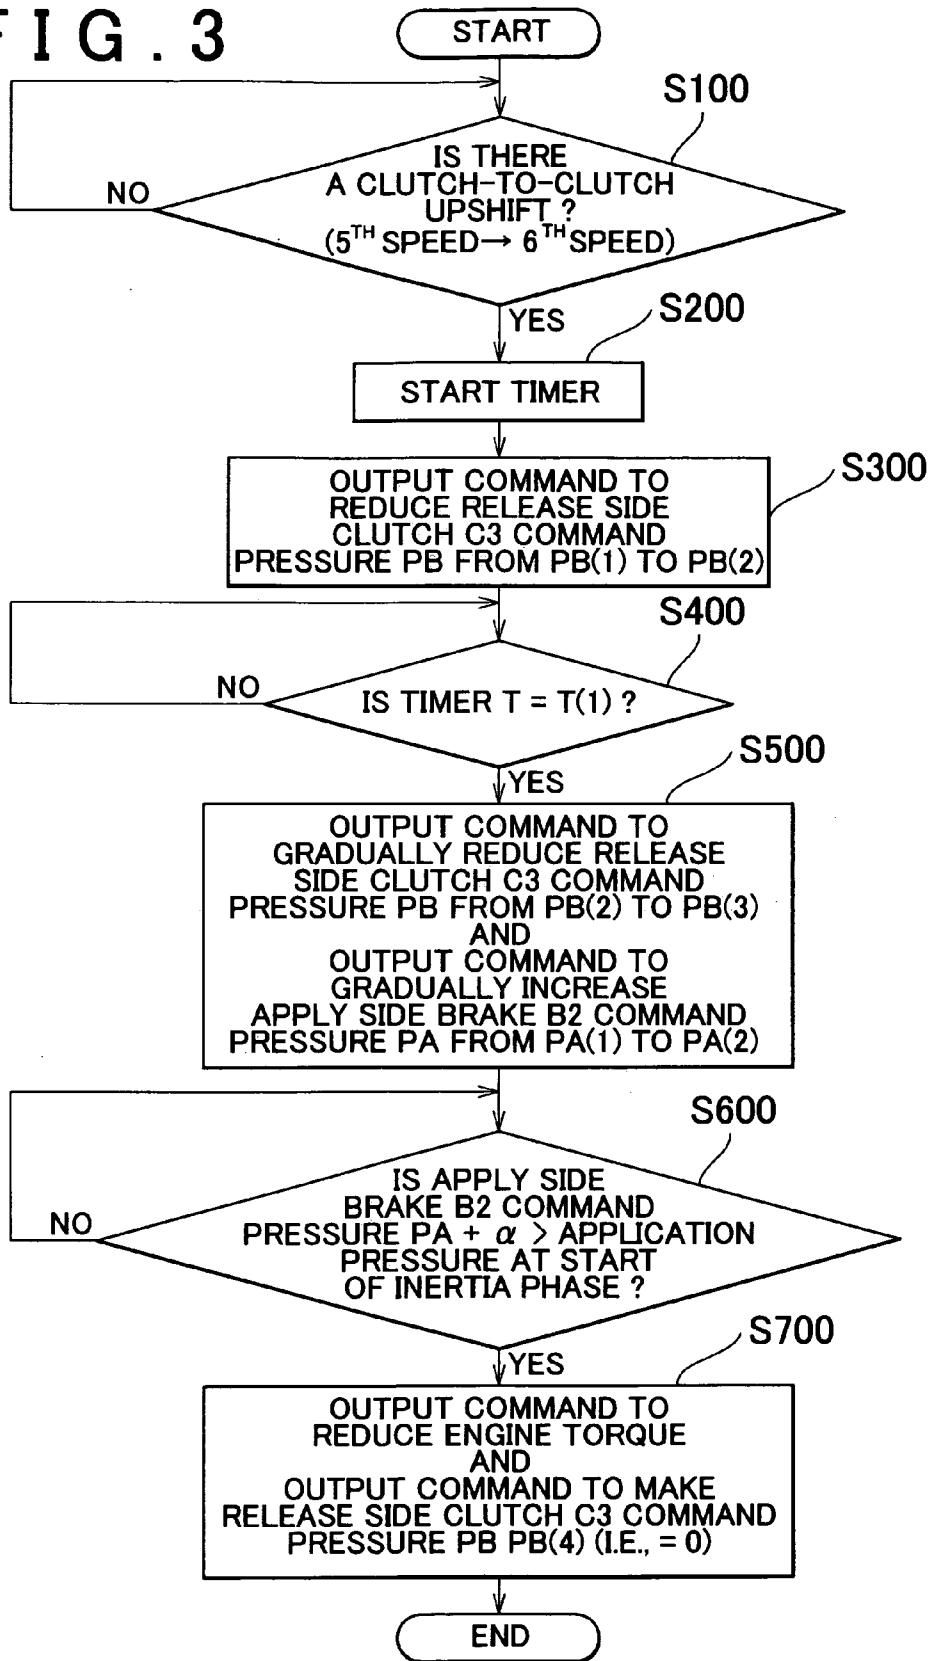 FIG.3
START
S100
IS THERE
A CLUTCH-TO-CLUTCH
UPSHIFT ?
(5TH SPEED→ 6TH SPEED)
NO
YES
S200
START TIMER
S300
OUTPUT COMMAND TO
REDUCE RELEASE SIDE
CLUTCH C3 COMMAND
PRESSURE PB FROM PB(1) TO PB(2)
S400
IS TIMER T = T(1) ?
NO
YES
S500
OUTPUT COMMAND TO
GRADUALLY REDUCE RELEASE
SIDE CLUTCH C3 COMMAND
PRESSURE PB FROM PB(2) TO PB(3)
AND
OUTPUT COMMAND TO
GRADUALLY INCREASE
APPLY SIDE BRAKE B2 COMMAND
PRESSURE PA FROM PA(1) TO PA(2)
S600
IS APPLY SIDE
BRAKE B2 COMMAND
PRESSURE PA + α > APPLICATION
PRESSURE AT START
OF INERTIA PHASE ?
NO
YES
S700
OUTPUT COMMAND TO
REDUCE ENGINE TORQUE
AND
OUTPUT COMMAND TO MAKE
RELEASE SIDE CLUTCH C3 COMMAND
PRESSURE PB PB(4) (I.E., = 0)
END